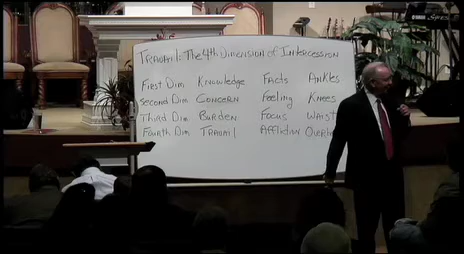 TRAVAIL: The 4th Dimension of Intercession
First Dim Knowledge Facts Ankles
Second Dim Concern Feeling Knees
Third Dim Burden Focus Waist
Fourth Dim Travail Affliction